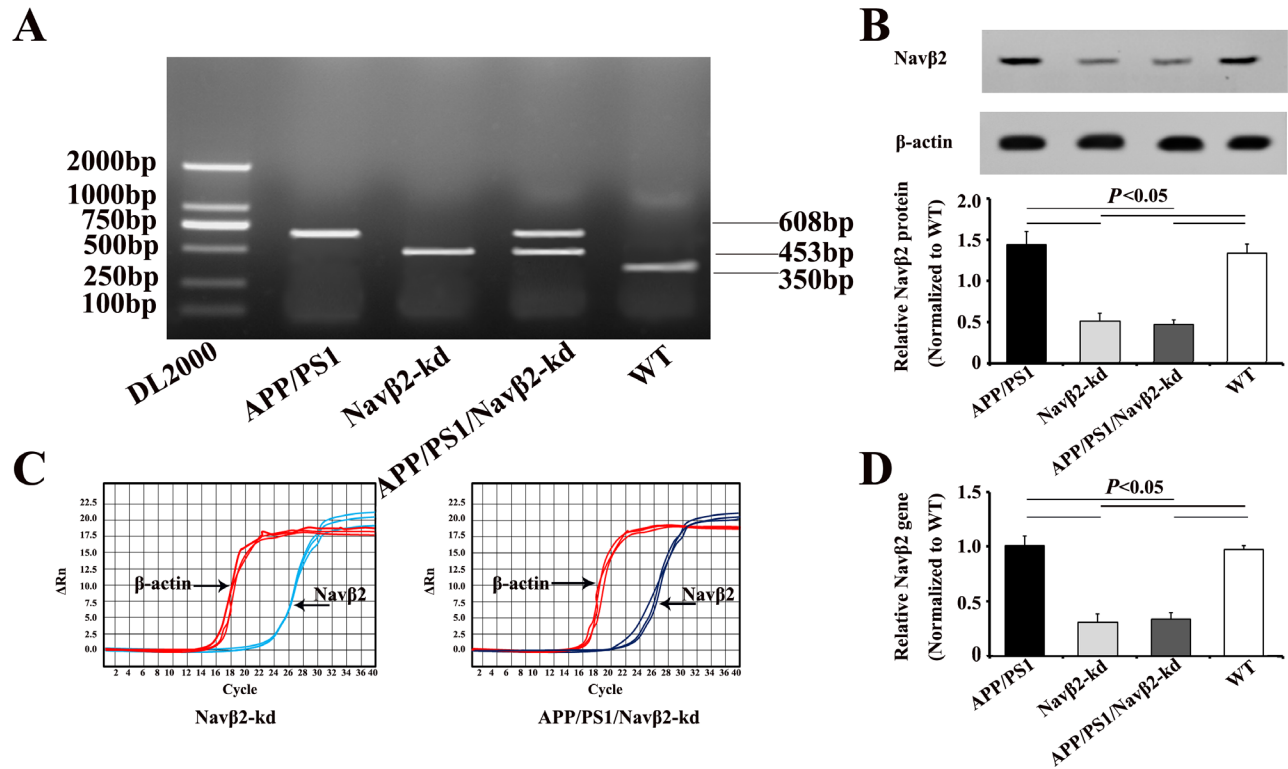 A
2000bp
1000bp
750bp
500bp
250bp
100bp
608bp
453bp
350bp
DL2000
APP/PS1
Navβ2-kd
APP/PS1/Navβ2-kd
WT
B
Navβ2
β-actin
P<0.05
Relative Navβ2 protein
(Normalized to WT)
2.0
1.5
1.0
0.5
0
APP/PS1
Navβ2-kd
APP/PS1/Navβ2-kd
WT
C
ΔRn
22.5
20.0
17.5
15.0
12.5
10.0
7.5
5.0
2.5
0.0
β-actin
Navβ2
2 4 6 8 10 12 14 16 18 20 22 24 26 28 30 32 34 36 38 40
Cycle
Navβ2-kd
ΔRn
22.5
20.0
17.5
15.0
12.5
10.0
7.5
5.0
2.5
0.0
β-actin
Navβ2
2 4 6 8 10 12 14 16 18 20 22 24 26 28 30 32 34 36 38 40
Cycle
APP/PS1/Navβ2-kd
D
P<0.05
Relative Navβ2 gene
(Normalized to WT)
1.5
1.0
0.5
0
APP/PS1
Navβ2-kd
APP/PS1/Navβ2-kd
WT